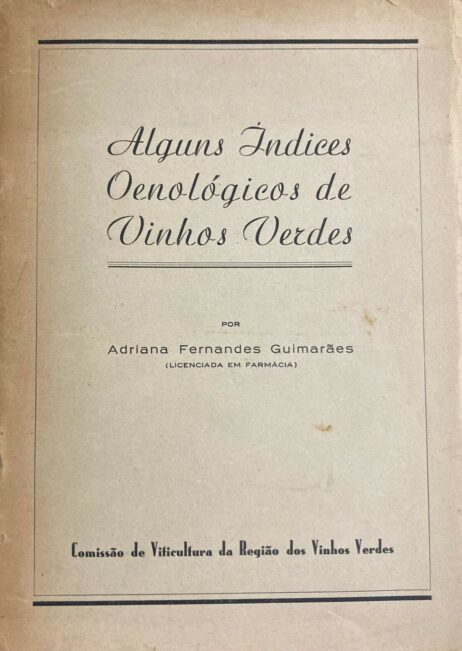 Alguns Índices
Oenológicos de
Vinhos Verdes
POR
Adriana Fernandes Guimarães
(LICENCIADA EM FARMÁCIA)
Comissão de Viticultura da Região dos Vinhos Verdes